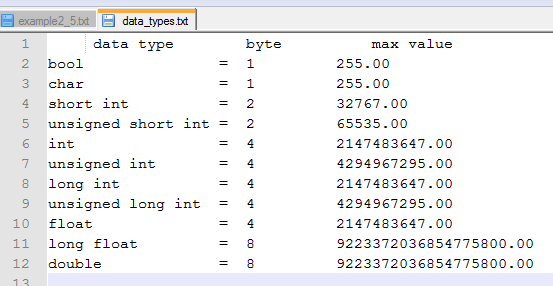 example2_5.txt data_types.txt
1 data type byte max value
2 bool = 1 255.00
3 char = 1 255.00
4 short int = 2 32767.00
5 unsigned short int = 2 65535.00
6 int = 4 2147483647.00
7 unsigned int = 4 4294967295.00
8 long int = 4 2147483647.00
9 unsigned long int = 4 4294967295.00
10 float = 4 2147483647.00
11 long float = 8 9223372036854775800.00
12 double = 8 9223372036854775800.00
13